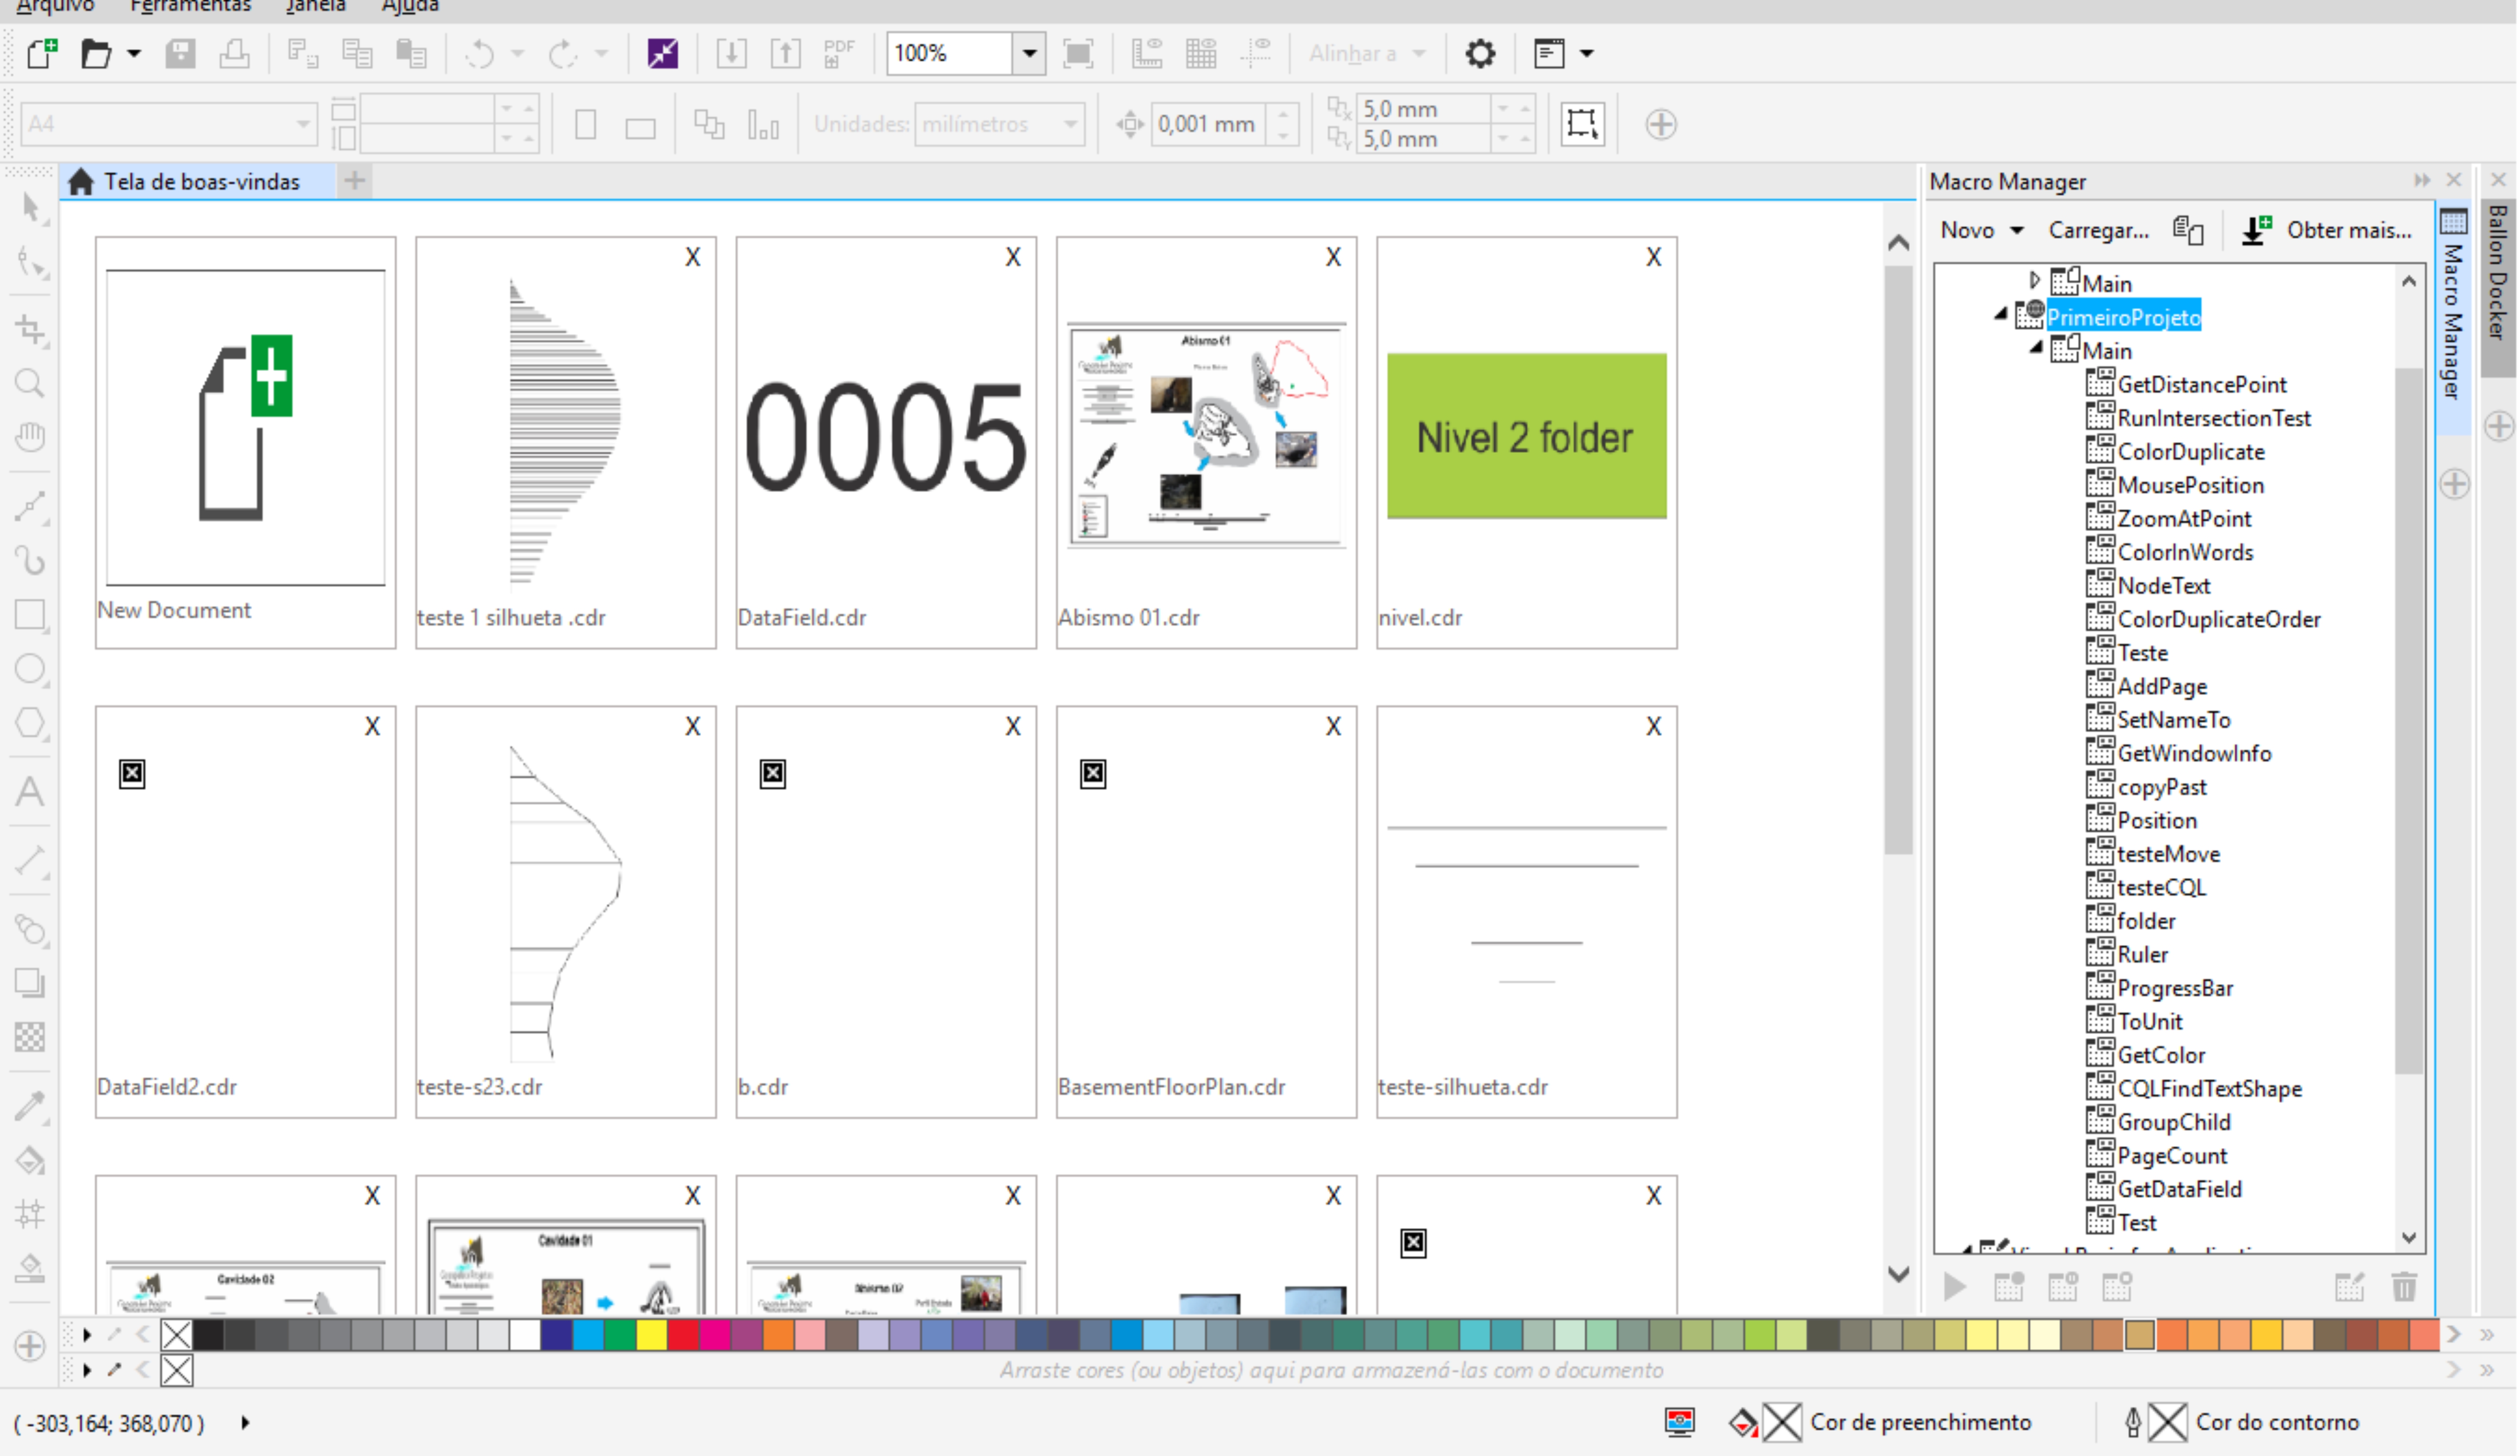 Arquivo Ferramentas Janela Ajuda
PDF 100% Alinhar a
A4 Unidades: milímetros 0,001 mm 5,0 mm
5,0 mm
Tela de boas-vindas
New Document
X
teste 1 silhueta .cdr
X
0005
DataField.cdr
X
Abismo 01
Abismo 01.cdr
X
Nivel 2 folder
nivel.cdr
X
DataField2.cdr
X
teste-s23.cdr
X
b.cdr
X
BasementFloorPlan.cdr
X
teste-silhueta.cdr
X
Cavidade 02
X
Cavidade 01
X
Abismo 02
X
X
Macro Manager
Novo Carregar... Obter mais...
Main
PrimeiroProjeto
Main
GetDistancePoint
RunIntersectionTest
ColorDuplicate
MousePosition
ZoomAtPoint
ColorInWords
NodeText
ColorDuplicateOrder
Teste
AddPage
SetNameTo
GetWindowInfo
copyPast
Position
testeMove
testeCQL
folder
Ruler
ProgressBar
ToUnit
GetColor
CQLFindTextShape
GroupChild
PageCount
GetDataField
Test
Macro Manager
Ballon Docker
Arraste cores (ou objetos) aqui para armazená-las com o documento
( -303,164; 368,070 )
Cor de preenchimento
Cor do contorno